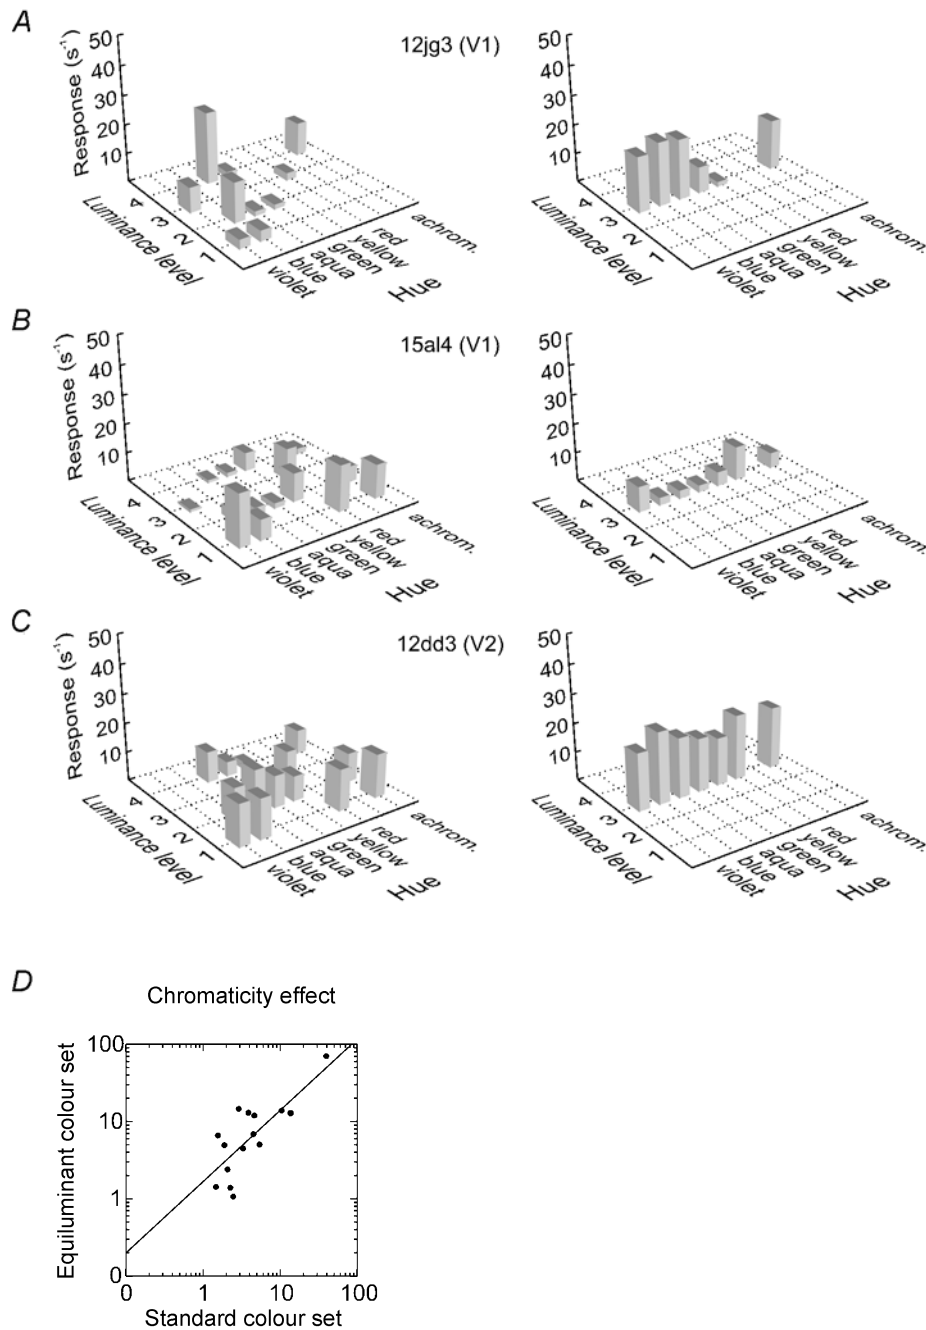 A
12jg3 (V1)
Response (s⁻¹)
50
40
30
20
10
4
3
2
1
Luminance level
violet
blue
aqua
green
yellow
red
achrom.
Hue
50
40
30
20
10
4
3
2
1
Luminance level
violet
blue
aqua
green
yellow
red
achrom.
Hue
B
15al4 (V1)
Response (s⁻¹)
50
40
30
20
10
4
3
2
1
Luminance level
violet
blue
aqua
green
yellow
red
achrom.
Hue
50
40
30
20
10
4
3
2
1
Luminance level
violet
blue
aqua
green
yellow
red
achrom.
Hue
C
12dd3 (V2)
Response (s⁻¹)
50
40
30
20
10
4
3
2
1
Luminance level
violet
blue
aqua
green
yellow
red
achrom.
Hue
50
40
30
20
10
4
3
2
1
Luminance level
violet
blue
aqua
green
yellow
red
achrom.
Hue
D
Chromaticity effect
Equiluminant colour set
100
10
1
0
0 1 10 100
Standard colour set